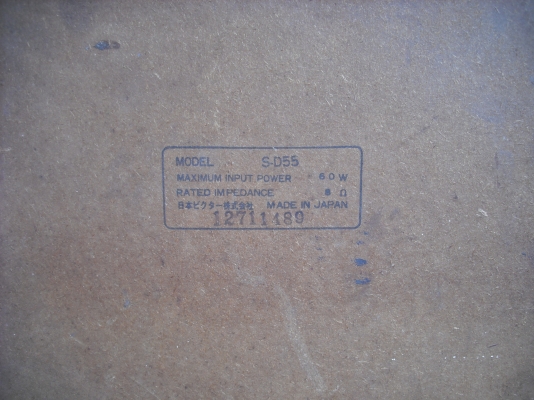 MODEL S-D55
MAXIMUM INPUT POWER 60W
RATED IMPEDANCE 8 Ω
日本ビクター株式会社 MADE IN JAPAN
12711489